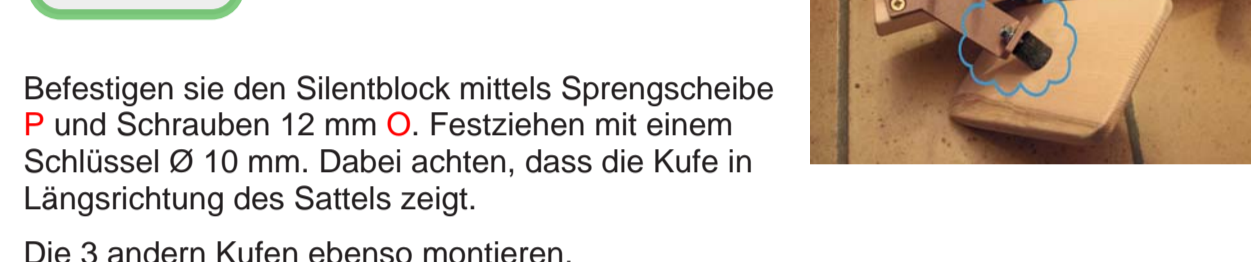 Befestigen sie den Silentblock mittels Sprengscheibe
P und Schrauben 12 mm O. Festziehen mit einem
Schlüssel Ø 10 mm. Dabei achten, dass die Kufe in
Längsrichtung des Sattels zeigt.
Die 3 andern Kufen ebenso montieren.